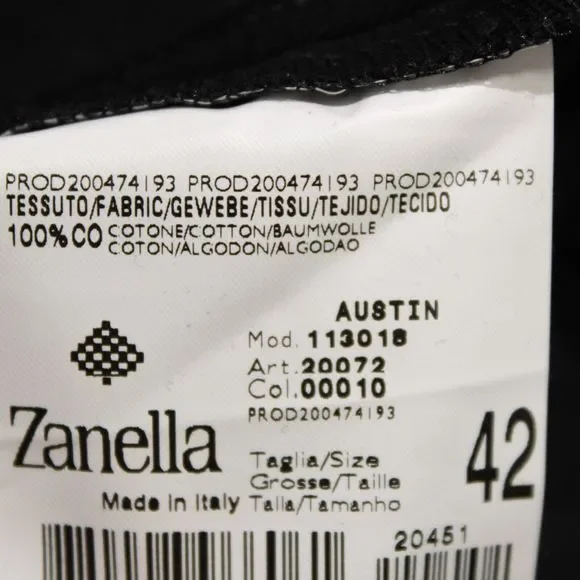 PROD200474193 PROD200474193 PROD200474193
TESSUTO/FABRIC/GEWEBE/TISSU/TEJIDO/TECIDO
100%CO COTONE/COTTON/BAUMWOLLE
COTON/ALGODON/ALGODAO
AUSTIN
Mod. 113018
Art. 20072
Col. 00010
PROD200474193
Zanella
Made in Italy
Taglia/Size
Grosse/Taille
Talla/Tamanho
42
20451